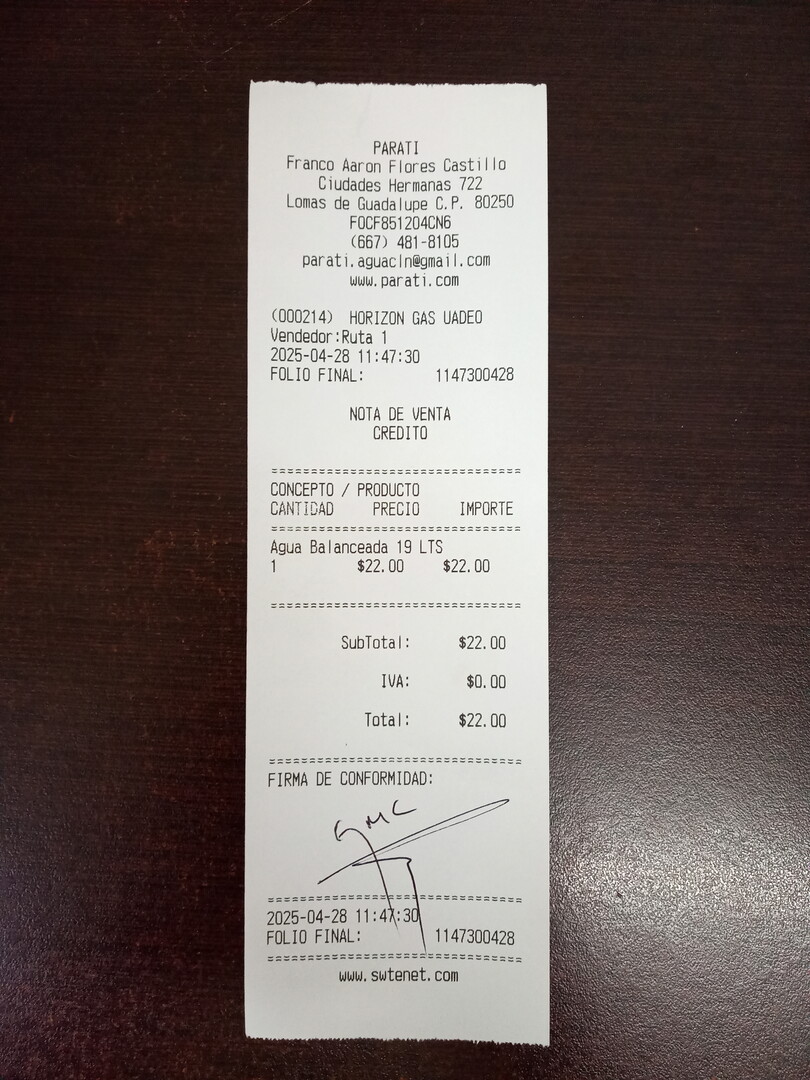 PARATI
Franco Aaron Flores Castillo
Ciudades Hermanas 722
Lomas de Guadalupe C.P. 80250
FOCF851204CN6
(667) 481-8105
parati.aguacln@gmail.com
www.parati.com
(000214) HORIZON GAS UADEO
Vendedor:Ruta 1
2025-04-28 11:47:30
FOLIO FINAL: 1147300428
NOTA DE VENTA
CREDITO
================================
CONCEPTO / PRODUCTO
CANTIDAD PRECIO IMPORTE
================================
Agua Balanceada 19 LTS
1 $22.00 $22.00
================================
SubTotal: $22.00
IVA: $0.00
Total: $22.00
================================
FIRMA DE CONFORMIDAD:
================================
2025-04-28 11:47:30
FOLIO FINAL: 1147300428
================================
www.swtenet.com